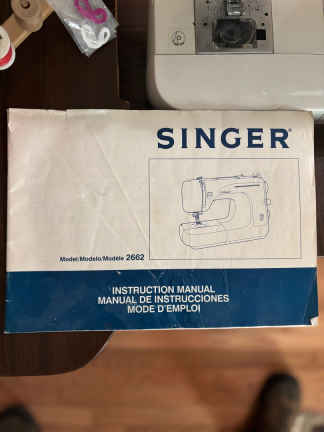 SINGER®
Model/Modelo/Modèle 2662
INSTRUCTION MANUAL
MANUAL DE INSTRUCCIONES
MODE D'EMPLOI